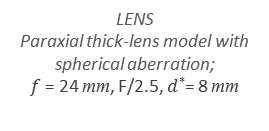 LENS
Paraxial thick-lens model with
spherical aberration;
f = 24 mm, F/2.5, d* = 8 mm